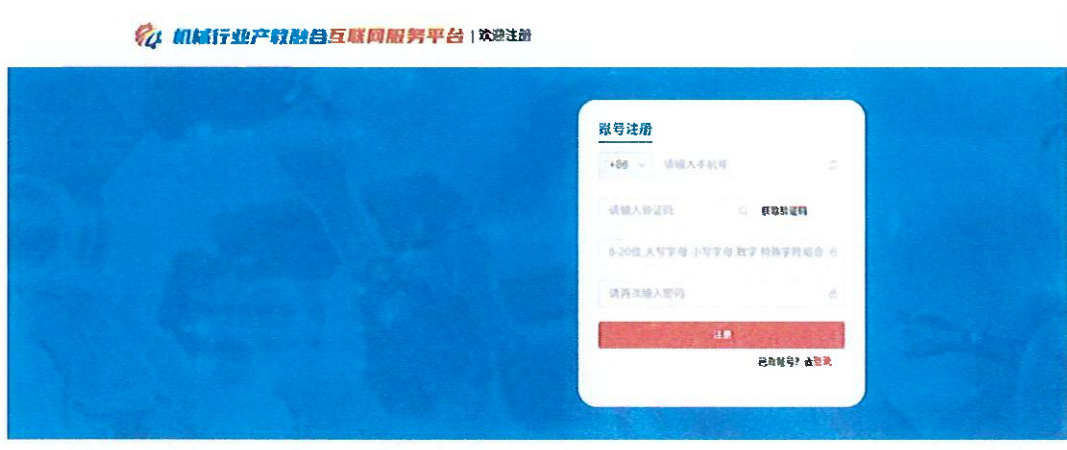 机械行业产教融合互联网服务平台 | 欢迎注册
账号注册
+86 请输入手机号
请输入验证码 获取验证码
8-20位,大写字母,小写字母,数字,特殊字符组合
请再次输入密码
注册
已有账号? 去登录